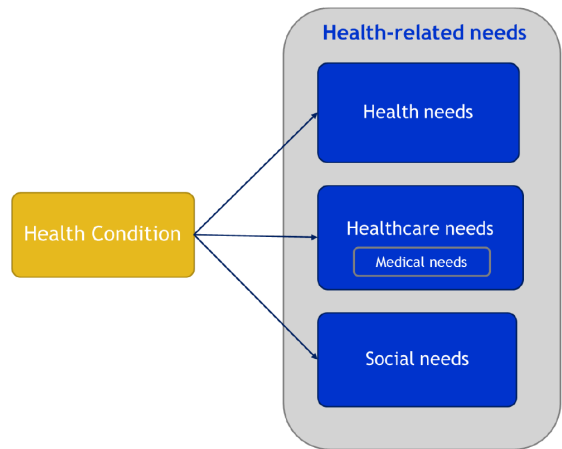 Health-related needs
Health needs
Health Condition
Healthcare needs
Medical needs
Social needs